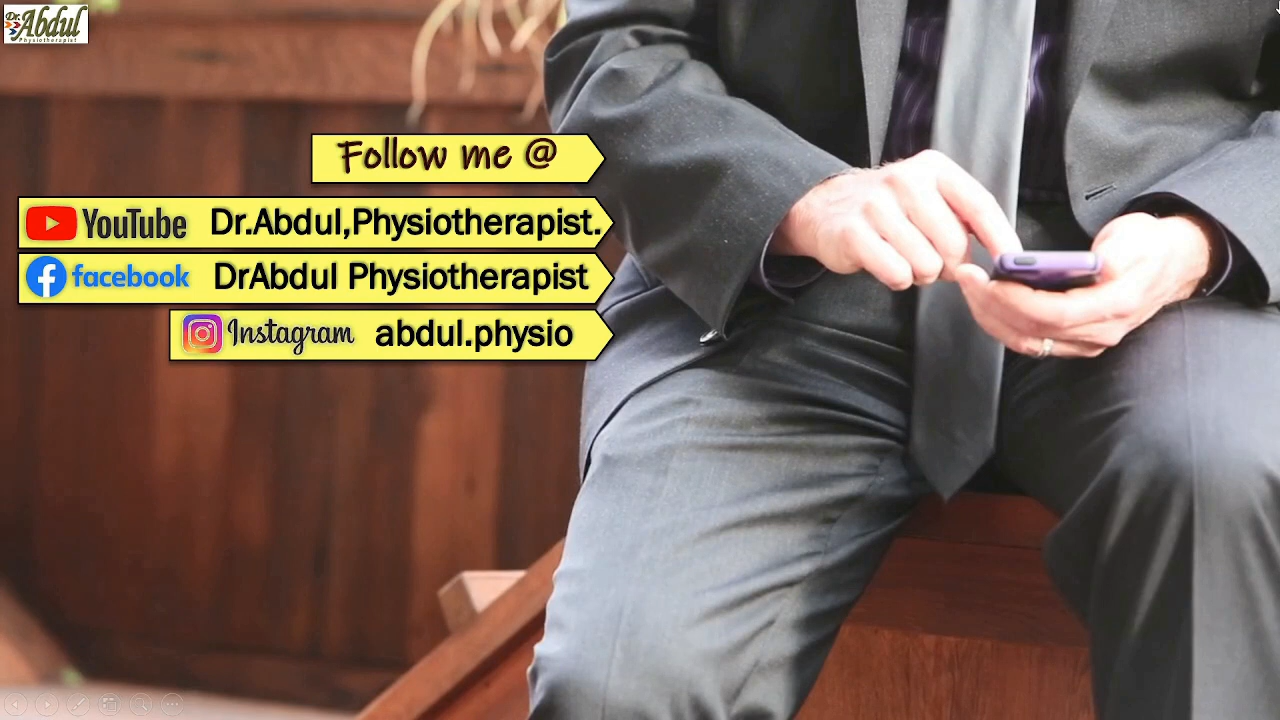 Dr.
Abdul
Physiotherapist
Follow me @
YouTube Dr.Abdul,Physiotherapist.
facebook DrAbdul Physiotherapist
Instagram abdul.physio